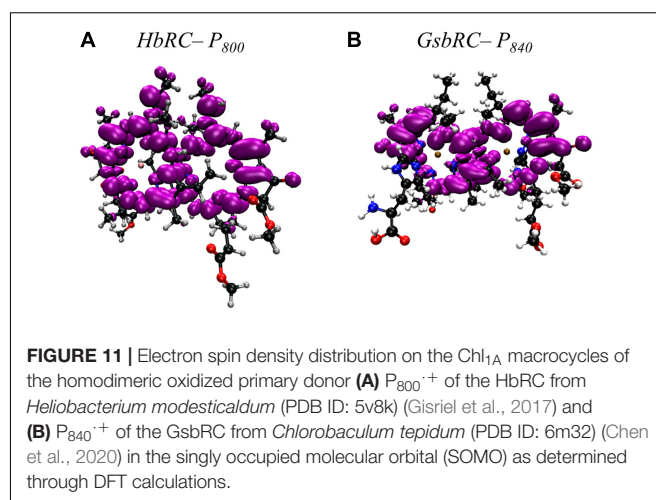 A HbRC– P800
B GsbRC– P840
FIGURE 11 | Electron spin density distribution on the Chl1A macrocycles of
the homodimeric oxidized primary donor (A) P800·+ of the HbRC from
Heliobacterium modesticaldum (PDB ID: 5v8k) (Gisriel et al., 2017) and
(B) P840·+ of the GsbRC from Chlorobaculum tepidum (PDB ID: 6m32) (Chen
et al., 2020) in the singly occupied molecular orbital (SOMO) as determined
through DFT calculations.